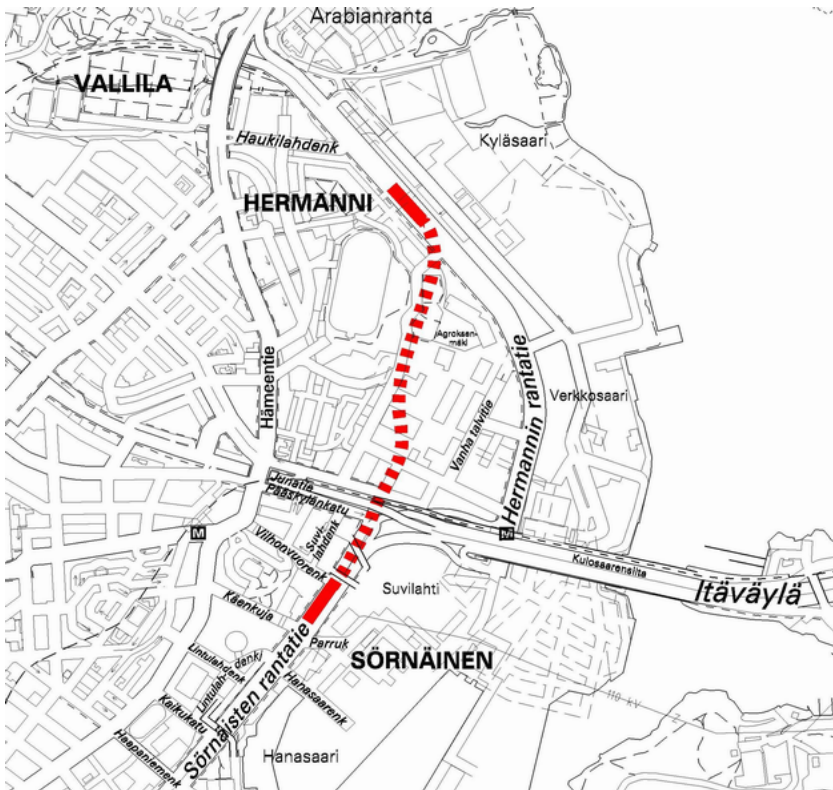 Arabianranta
VALLILA
Haukilahdenk
Kyläsaari
HERMANNI
Agroksen-
mäki
Hämeentie
Vanha talvitie
Hermannin rantatie
Verkkosaari
Junatie
Pääskylänkatu
M
M
Suvi-
lahdenk
Vilhonvuorenk
Kulosaarensilta
Itäväylä
Suvilahti
Käenkuja
Parruk
SÖRNÄINEN
Lintulahdenk
Lintulahdenk
Hanasaarenk
Kaikukatu
Sörnäisten rantatie
Haapaniemenk
110 kV
Z
Hanasaari